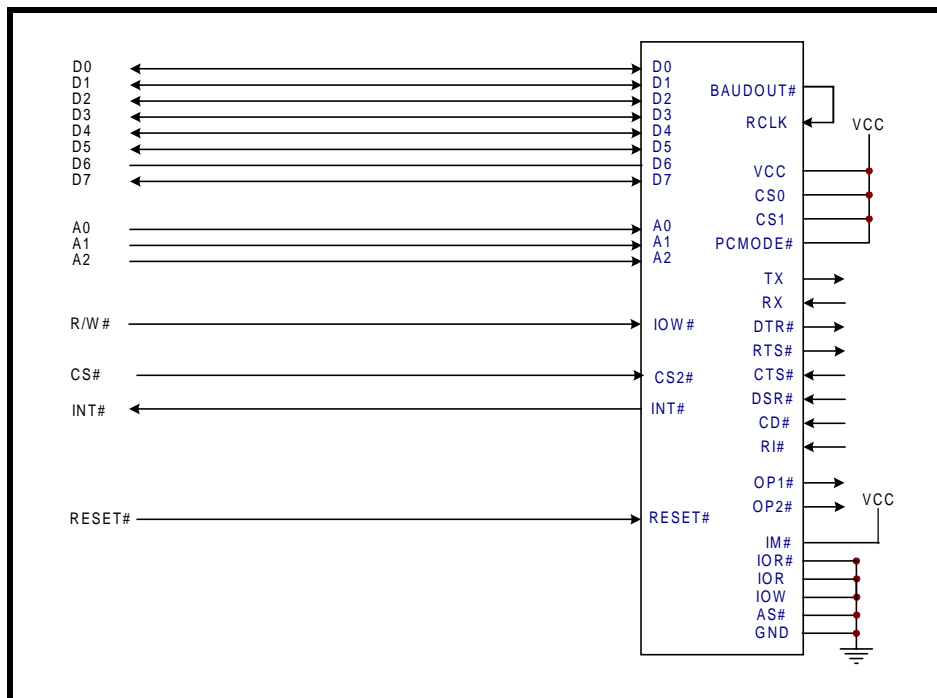 D0
D1
D2
D3
D4
D5
D6
D7
A0
A1
A2
R/W#
CS#
INT#
RESET#
D0
D1
D2
D3
D4
D5
D6
D7
A0
A1
A2
IOW#
CS2#
INT#
RESET#
BAUDOUT#
RCLK
VCC
VCC
CS0
CS1
PCMODE#
TX
RX
DTR#
RTS#
CTS#
DSR#
CD#
RI#
OP1#
OP2#
VCC
IM#
IOR#
IOR
IOW
AS#
GND